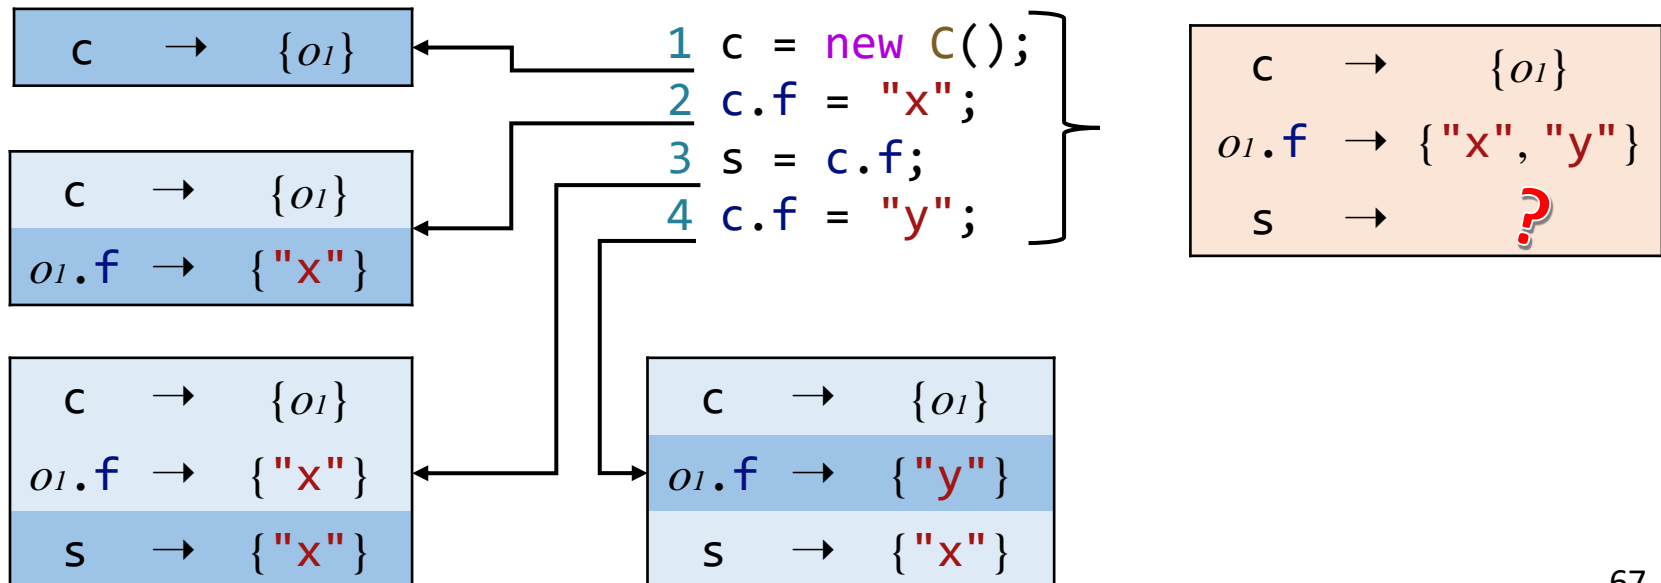 c → {o1}
1 c = new C();
2 c.f = "x";
3 s = c.f;
4 c.f = "y";
c → {o1}
o1.f → {"x", "y"}
s → ?
c → {o1}
o1.f → {"x"}
c → {o1}
o1.f → {"x"}
s → {"x"}
c → {o1}
o1.f → {"y"}
s → {"x"}
67